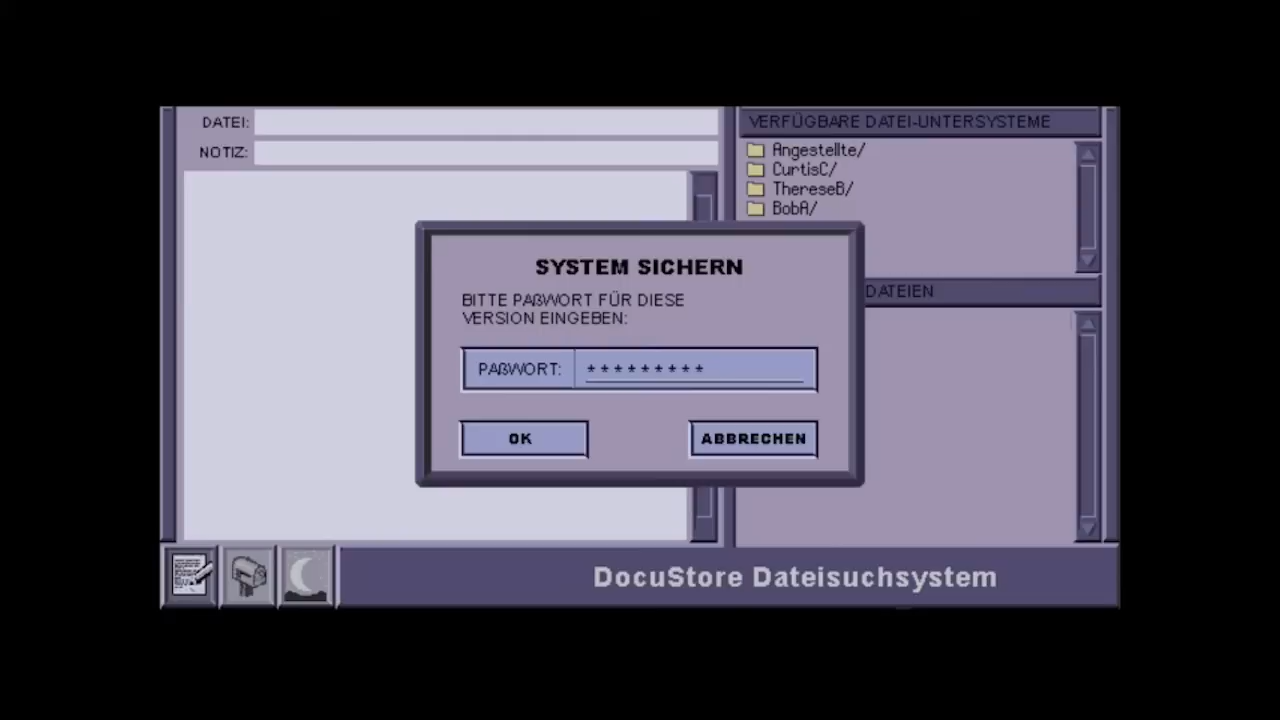 DATEI:
NOTIZ:
VERFÜGBARE DATEI-UNTERSYSTEME
Angestellte/
CurtisC/
ThereseB/
BobA/
DATEIEN
SYSTEM SICHERN
BITTE PAßWORT FÜR DIESE
VERSION EINGEBEN:
PAßWORT: *********
OK
ABBRECHEN
DocuStore Dateisuchsystem